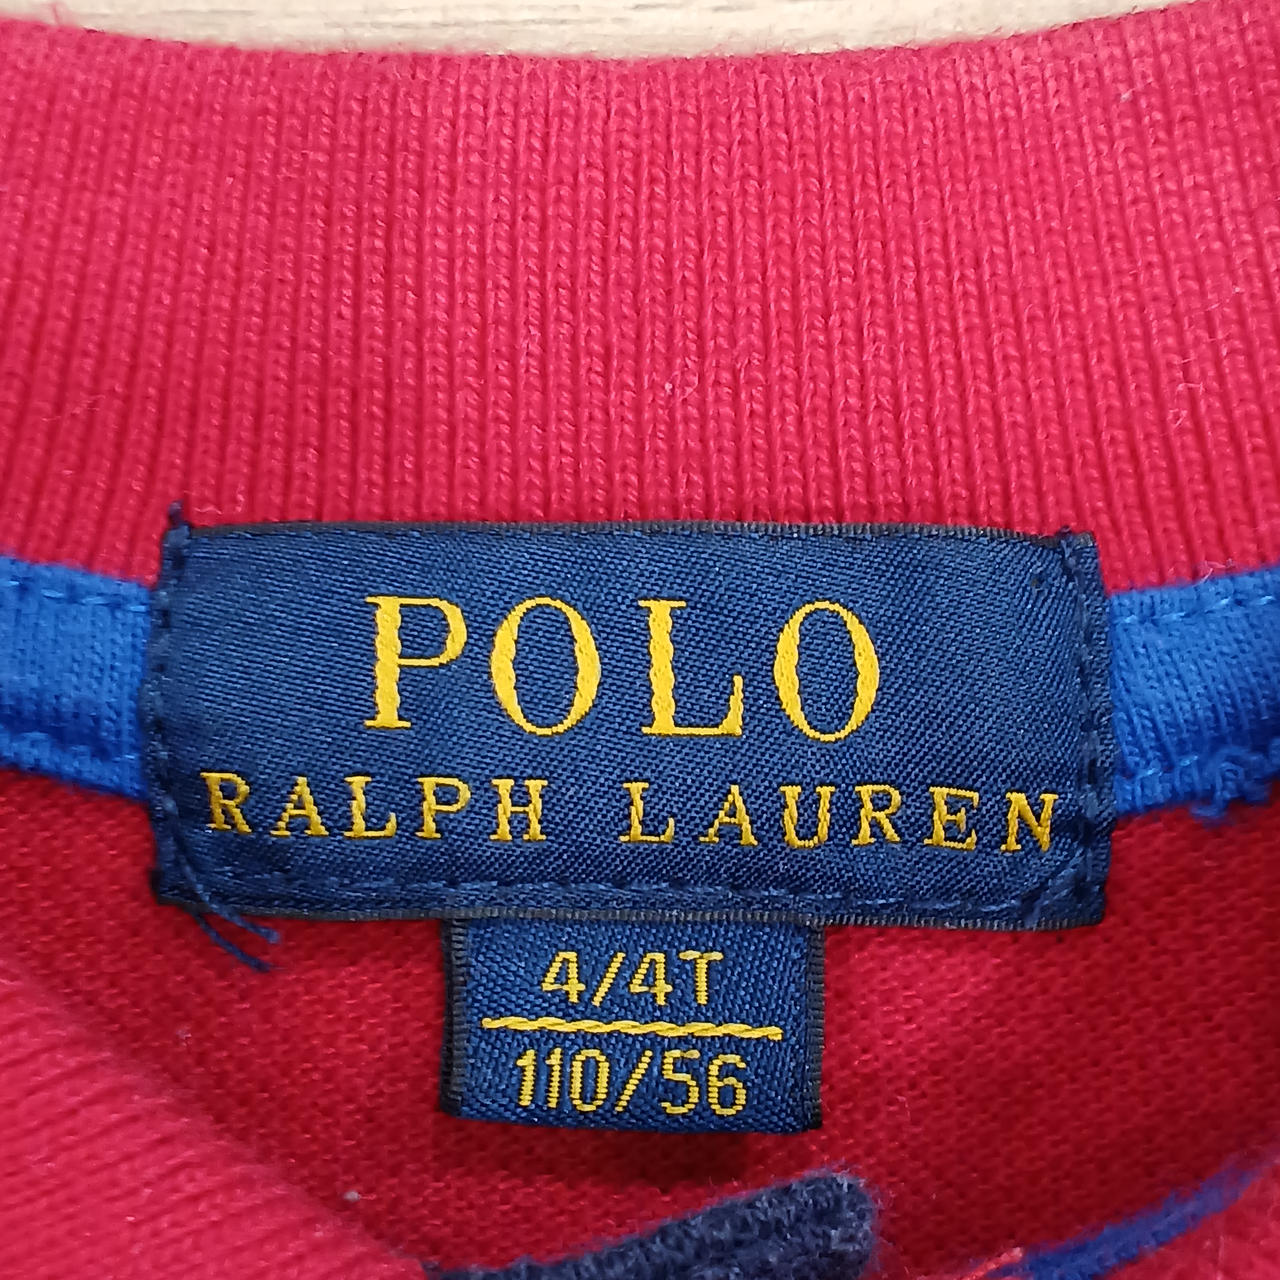 POLO
RALPH LAUREN
4/4T
110/56